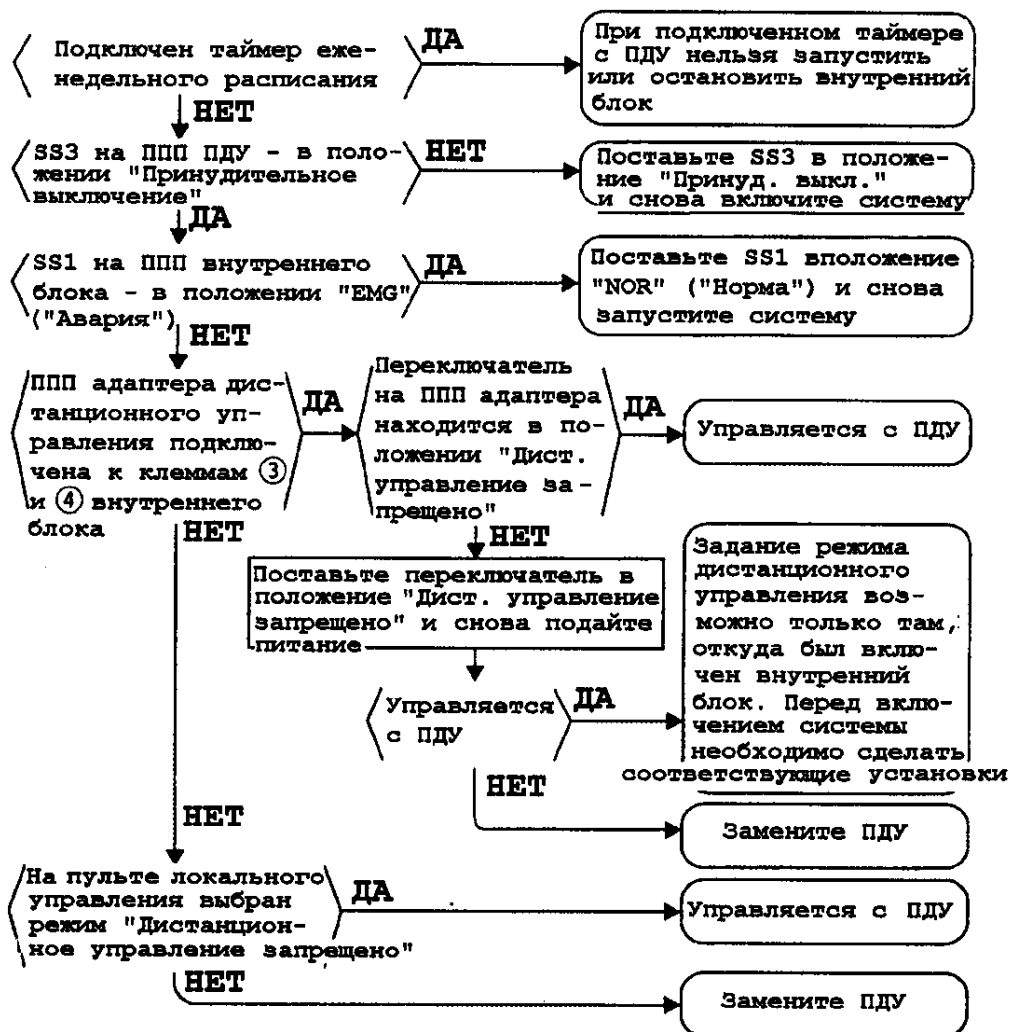 Подключен таймер еже-
недельного расписания
ДА
При подключенном таймере
с ПДУ нельзя запустить
или остановить внутренний
блок
НЕТ
SS3 на ППП ПДУ - в поло-
жении "Принудительное
выключение"
НЕТ
Поставьте SS3 в положе-
ние "Принуд. выкл."
и снова включите систему
ДА
SS1 на ППП внутреннего
блока - в положении "EMG"
("Авария")
ДА
Поставьте SS1 вположение
"NOR" ("Норма") и снова
запустите систему
НЕТ
ППП адаптера дис-
танционного уп-
равления подклю-
чена к клеммам ③
и ④ внутреннего
блока
ДА
Переключатель
на ППП адаптера
находится в по-
ложении "Дист.
управление за-
прещено"
ДА
Управляется с ПДУ
НЕТ
НЕТ
Поставьте переключатель в
положение "Дист. управление
запрещено" и снова подайте
питание
Управляется
с ПДУ
ДА
Задание режима
дистанционного
управления воз-
можно только там,
откуда был вклю-
чен внутренний
блок. Перед вклю-
чением системы
необходимо сделать
соответствующие установки
НЕТ
Замените ПДУ
НЕТ
На пульте локального
управления выбран
режим "Дистанцион-
ное управление запрещено"
ДА
Управляется с ПДУ
НЕТ
Замените ПДУ